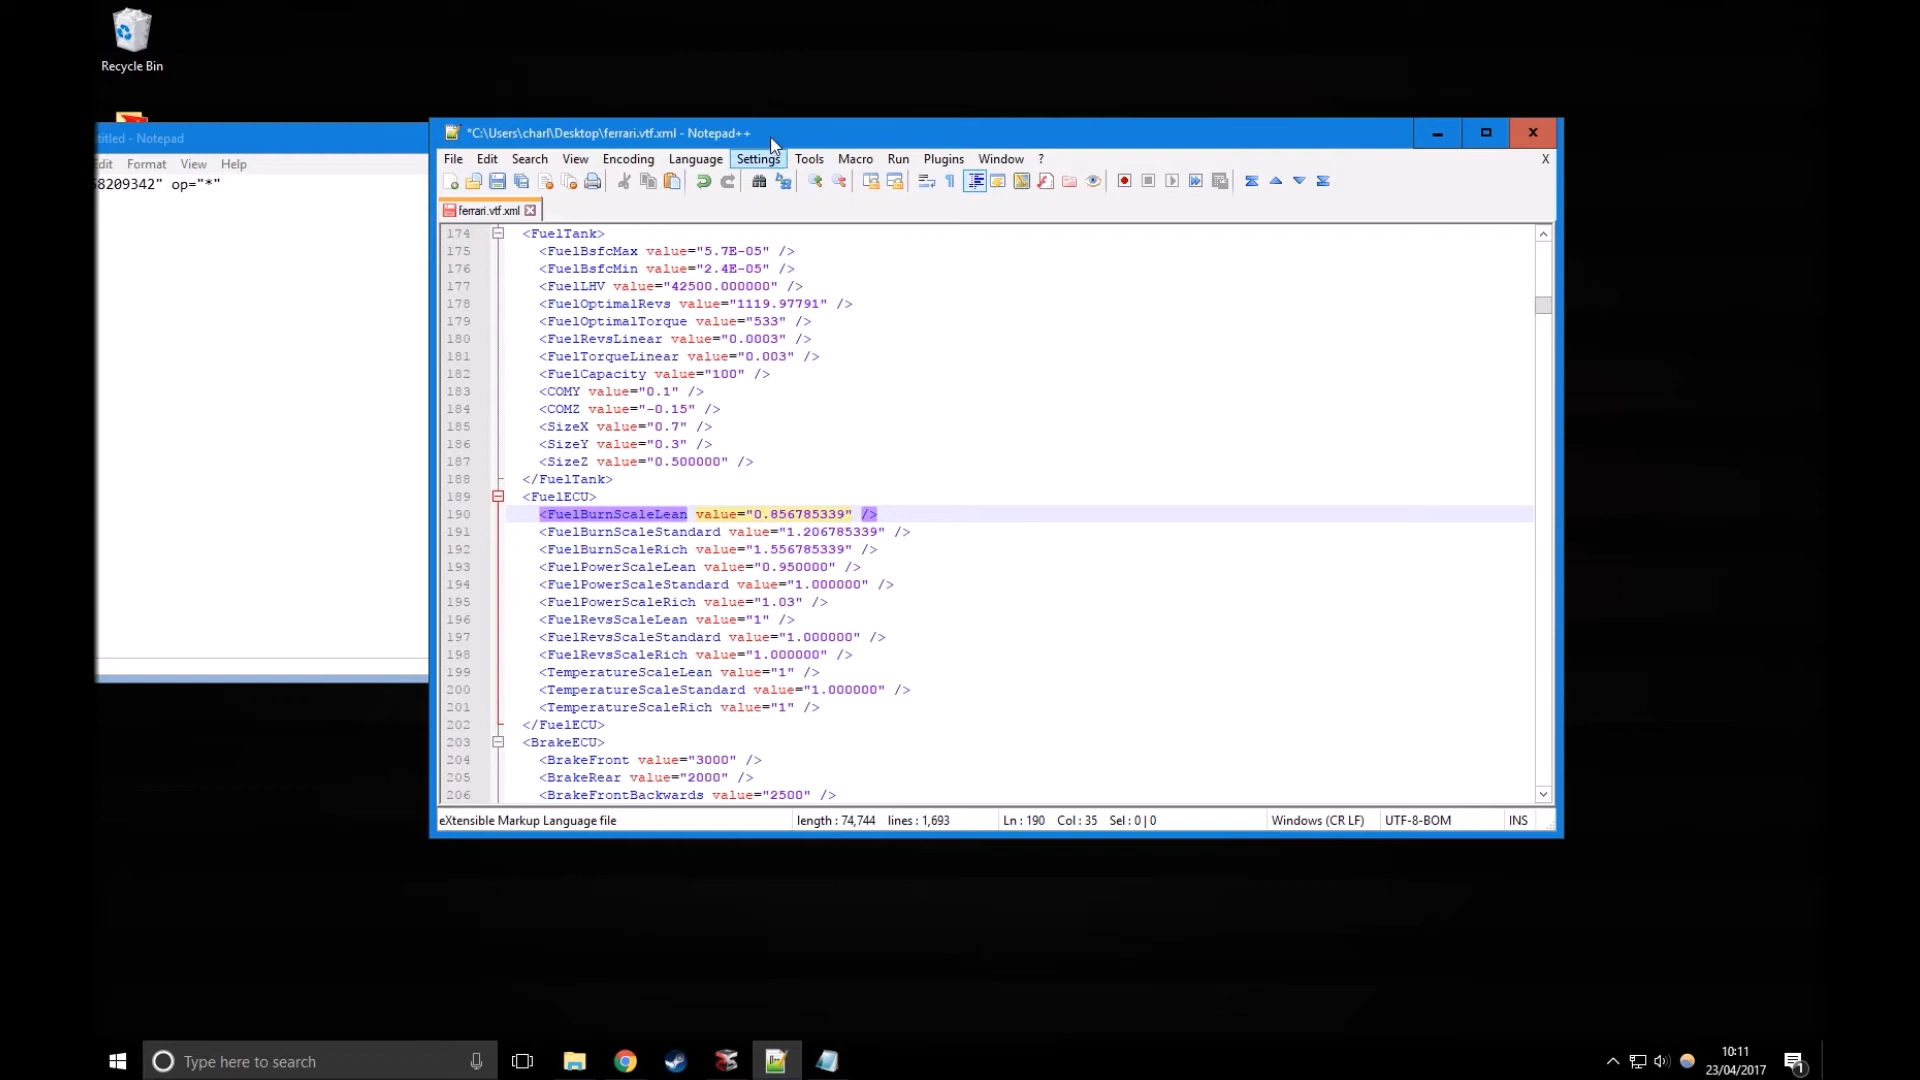 Recycle Bin
titled - Notepad
Edit Format View Help
58209342" op="*"
*C:\Users\charl\Desktop\ferrari.vtf.xml - Notepad++
File Edit Search View Encoding Language Settings Tools Macro Run Plugins Window ? X
ferrari.vtf.xml
174 <FuelTank>
175 <FuelBsfcMax value="5.7E-05" />
176 <FuelBsfcMin value="2.4E-05" />
177 <FuelLHV value="42500.000000" />
178 <FuelOptimalRevs value="1119.97791" />
179 <FuelOptimalTorque value="533" />
180 <FuelRevsLinear value="0.0003" />
181 <FuelTorqueLinear value="0.003" />
182 <FuelCapacity value="100" />
183 <COMY value="0.1" />
184 <COMZ value="-0.15" />
185 <SizeX value="0.7" />
186 <SizeY value="0.3" />
187 <SizeZ value="0.500000" />
188 </FuelTank>
189 <FuelECU>
190 <FuelBurnScaleLean value="0.856785339" />
191 <FuelBurnScaleStandard value="1.206785339" />
192 <FuelBurnScaleRich value="1.556785339" />
193 <FuelPowerScaleLean value="0.950000" />
194 <FuelPowerScaleStandard value="1.000000" />
195 <FuelPowerScaleRich value="1.03" />
196 <FuelRevsScaleLean value="1" />
197 <FuelRevsScaleStandard value="1.000000" />
198 <FuelRevsScaleRich value="1.000000" />
199 <TemperatureScaleLean value="1" />
200 <TemperatureScaleStandard value="1.000000" />
201 <TemperatureScaleRich value="1" />
202 </FuelECU>
203 <BrakeECU>
204 <BrakeFront value="3000" />
205 <BrakeRear value="2000" />
206 <BrakeFrontBackwards value="2500" />
eXtensible Markup Language file length : 74,744 lines : 1,693 Ln : 190 Col : 35 Sel : 0 | 0 Windows (CR LF) UTF-8-BOM INS
Type here to search
10:11
23/04/2017
1